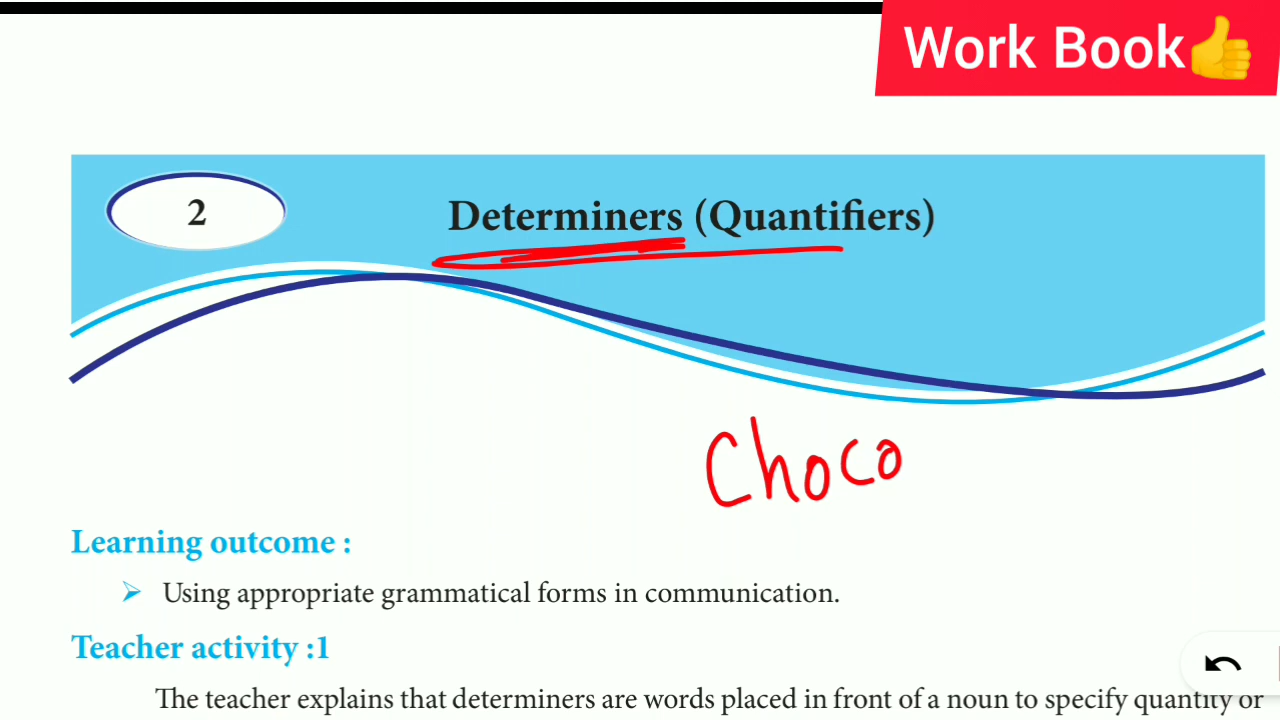 Work Book👍
2
Determiners (Quantifiers)
Choco
Learning outcome :
➢ Using appropriate grammatical forms in communication.
Teacher activity :1
The teacher explains that determiners are words placed in front of a noun to specify quantity or